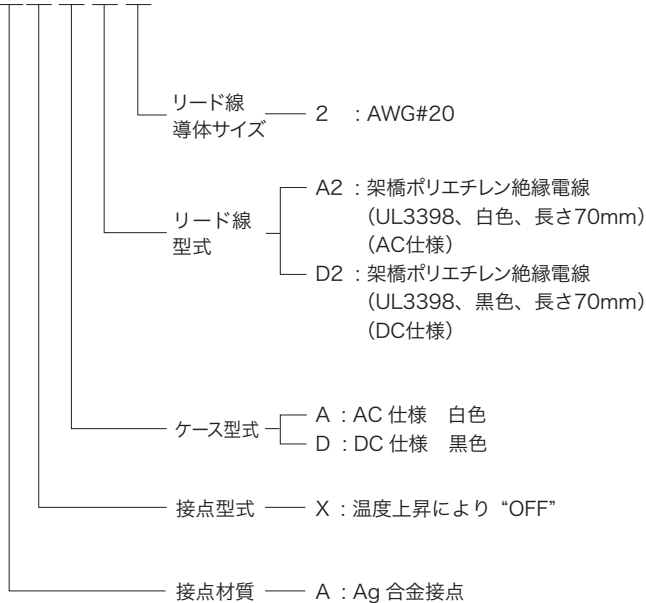 リード線
導体サイズ
2 : AWG#20
リード線
型式
A2 : 架橋ポリエチレン絶縁電線
(UL3398、白色、長さ70mm)
(AC仕様)
D2 : 架橋ポリエチレン絶縁電線
(UL3398、黒色、長さ70mm)
(DC仕様)
ケース型式
A : AC 仕様　白色
D : DC 仕様　黒色
接点型式
X : 温度上昇により “OFF”
接点材質
A : Ag 合金接点